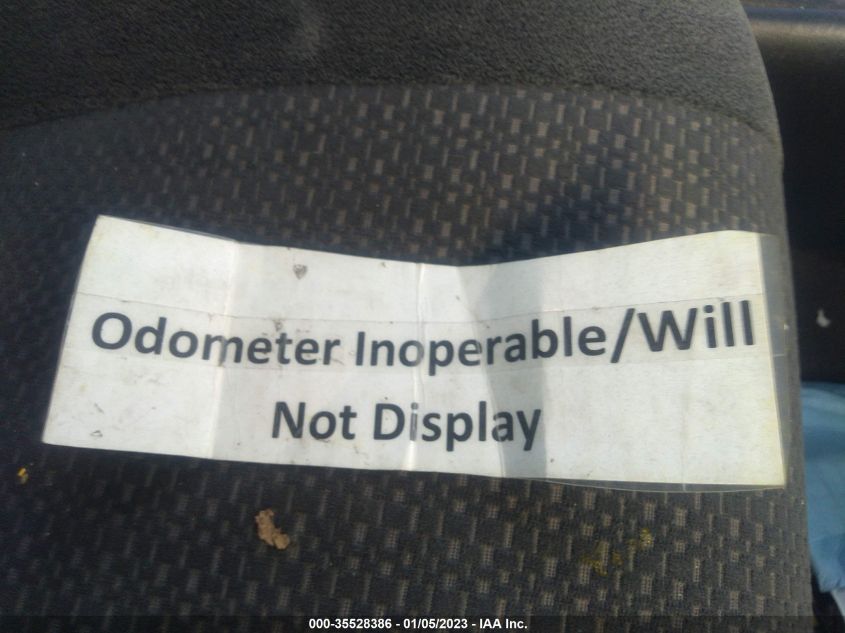 Odometer Inoperable/Will
Not Display
000-35528386 - 01/05/2023 - IAA Inc.